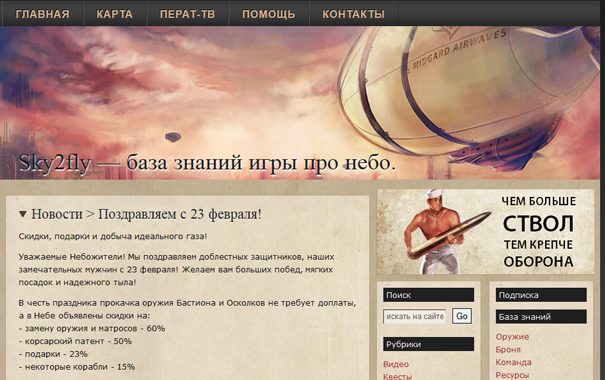 ГЛАВНАЯ КАРТА ПЕРАТ-ТВ ПОМОЩЬ КОНТАКТЫ
MIDGARD AIRWAVES
Sky2fly — база знаний игры про небо.
▼ Новости > Поздравляем с 23 февраля!
Скидки, подарки и добыча идеального газа!
Уважаемые Небожители! Мы поздравляем доблестных защитников, наших
замечательных мужчин с 23 февраля! Желаем вам больших побед, мягких
посадок и надежного тыла!
В честь праздника прокачка оружия Бастиона и Осколков не требует доплаты,
а в Небе объявлены скидки на:
- замену оружия и матросов - 60%
- корсарский патент - 50%
- подарки - 23%
- некоторые корабли - 15%
ЧЕМ БОЛЬШЕ
СТВОЛ
ТЕМ КРЕПЧЕ
ОБОРОНА
Поиск
искать на сайте Go
Рубрики
Видео
Квесты
Подписка
База знаний
Оружие
Броня
Команда
Ресурсы